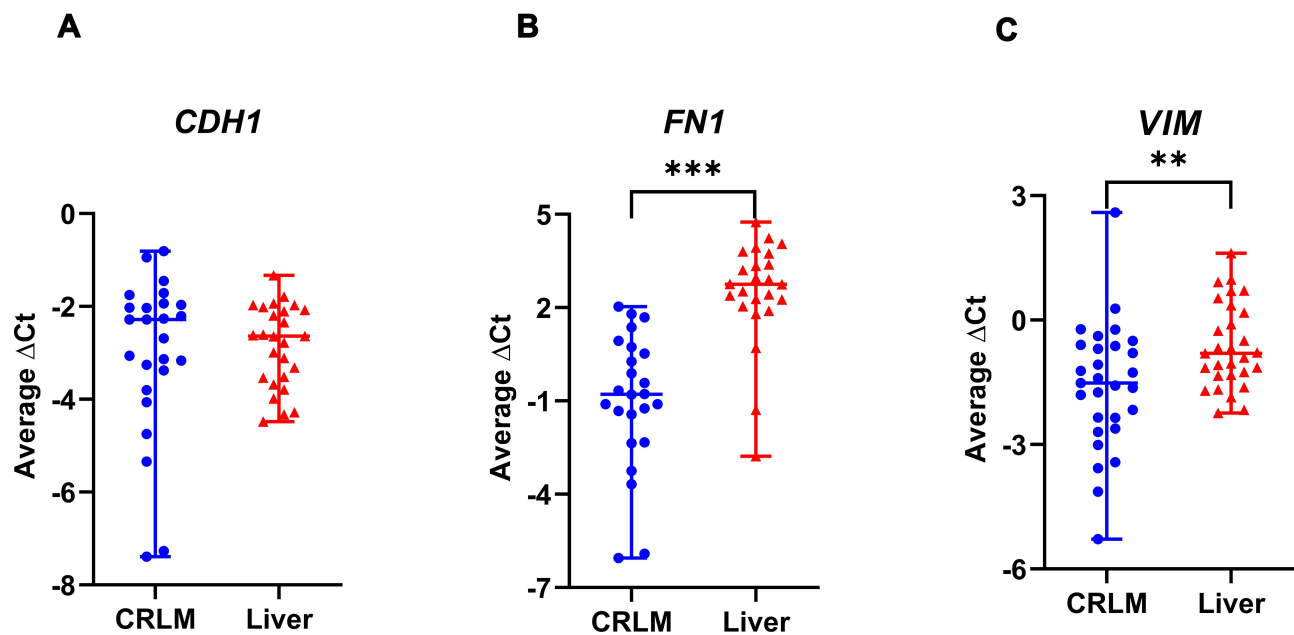 A
CDH1
Average ΔCt
0
-2
-4
-6
-8
CRLM
Liver
B
FN1
***
Average ΔCt
5
2
-1
-4
-7
CRLM
Liver
C
VIM
**
Average ΔCt
3
0
-3
-6
CRLM
Liver